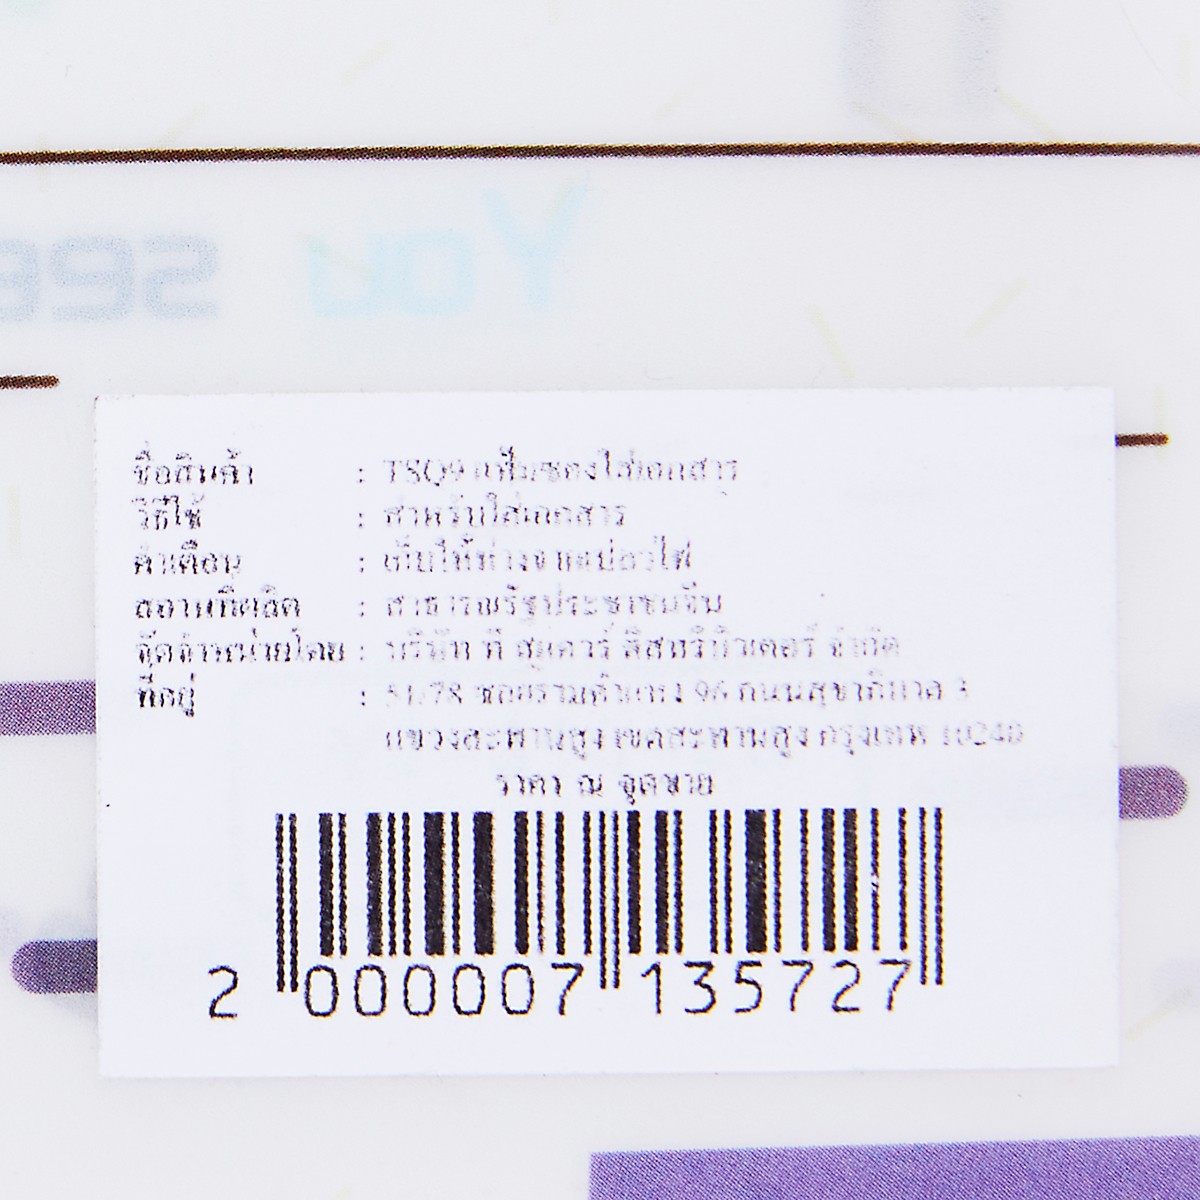 You see
ชื่อสินค้า : TSQ9 แฟ้มซองใส่เอกสาร
วิธีใช้ : สำหรับใส่เอกสาร
คำเตือน : เก็บให้ห่างจากเปลวไฟ
สถานที่ผลิต : สาธารณรัฐประชาชนจีน
จัดจำหน่ายโดย : บริษัท ที สแควร์ ดิสทริบิวเตอร์ จำกัด
ที่อยู่ : ซอยรามคำแหง 96 ถนนสุขาภิบาล 3
แขวงสะพานสูง เขตสะพานสูง กรุงเทพ 10240
ราคา ณ จุดขาย
2 000007 135727